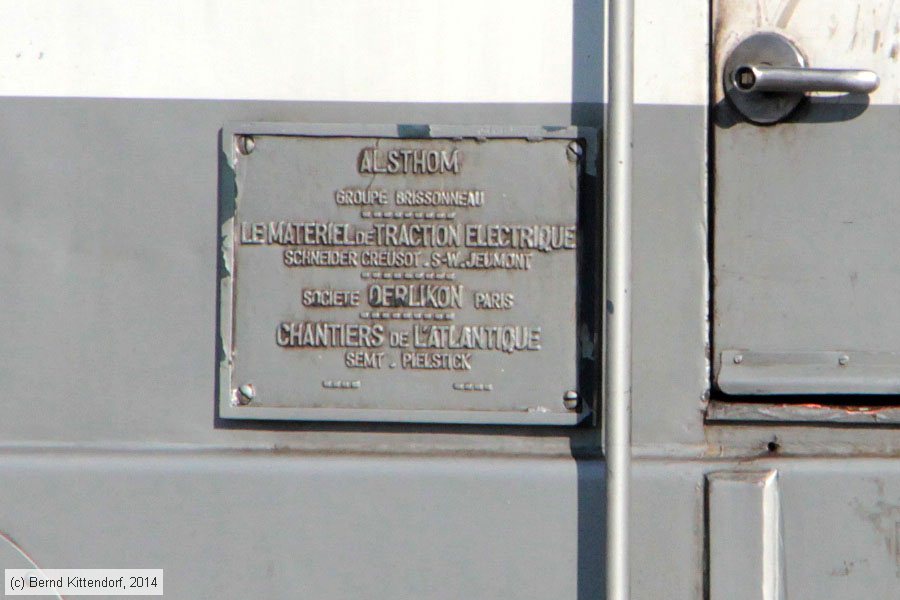 ALSTHOM
GROUPE BRISSONNEAU
LE MATERIEL DE TRACTION ELECTRIQUE
SCHNEIDER CREUSOT . S-W . JEUMONT
SOCIETE OERLIKON PARIS
CHANTIERS DE L'ATLANTIQUE
SEMT . PIELSTICK
(c) Bernd Kittendorf, 2014